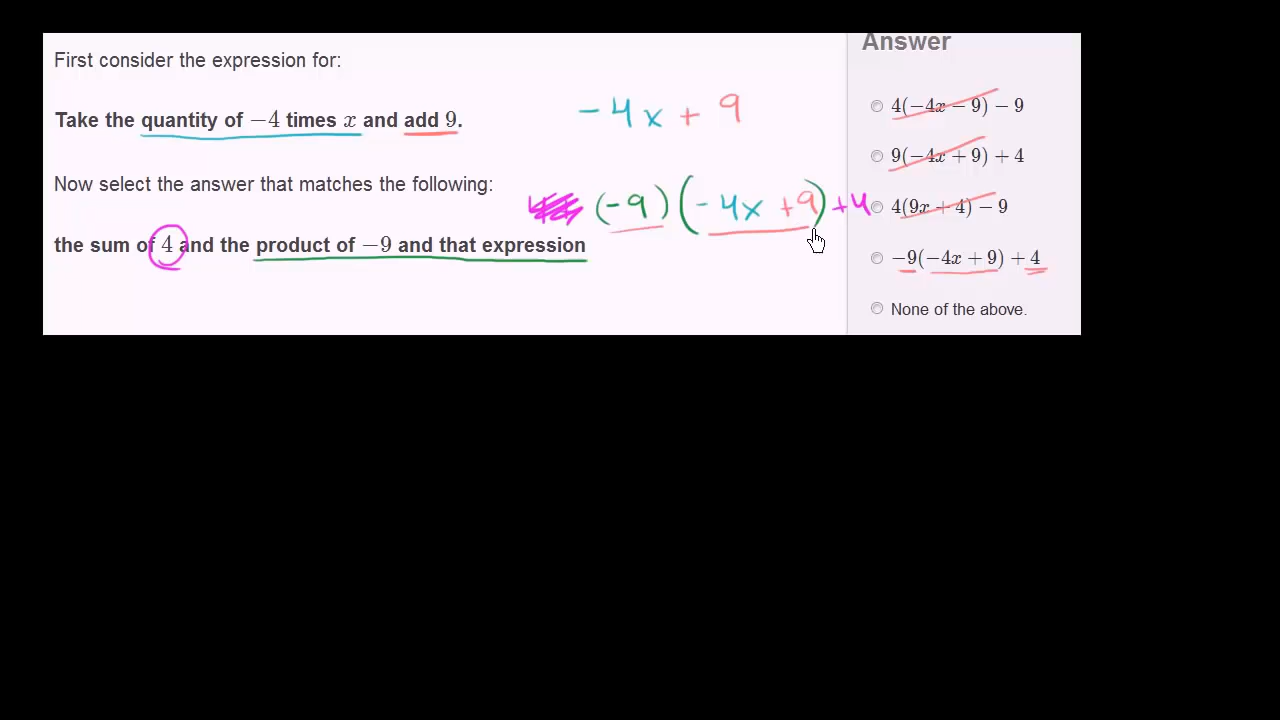 First consider the expression for:
Take the quantity of −4 times x and add 9.
-4x + 9
Now select the answer that matches the following:
(-9)(-4x +9)+4
the sum of 4 and the product of −9 and that expression
Answer
4(−4x − 9) − 9
9(−4x + 9) + 4
4(9x + 4) − 9
−9(−4x + 9) + 4
None of the above.